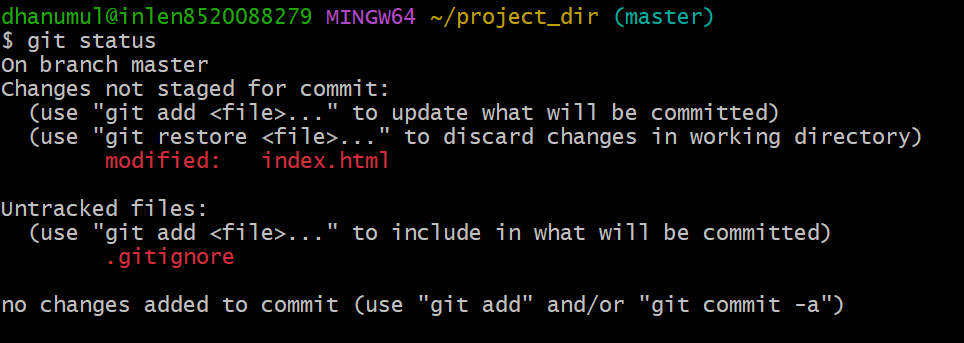 dhanumul@inlen8520088279 MINGW64 ~/project_dir (master)
$ git status
On branch master
Changes not staged for commit:
  (use "git add <file>..." to update what will be committed)
  (use "git restore <file>..." to discard changes in working directory)
        modified:   index.html

Untracked files:
  (use "git add <file>..." to include in what will be committed)
        .gitignore

no changes added to commit (use "git add" and/or "git commit -a")